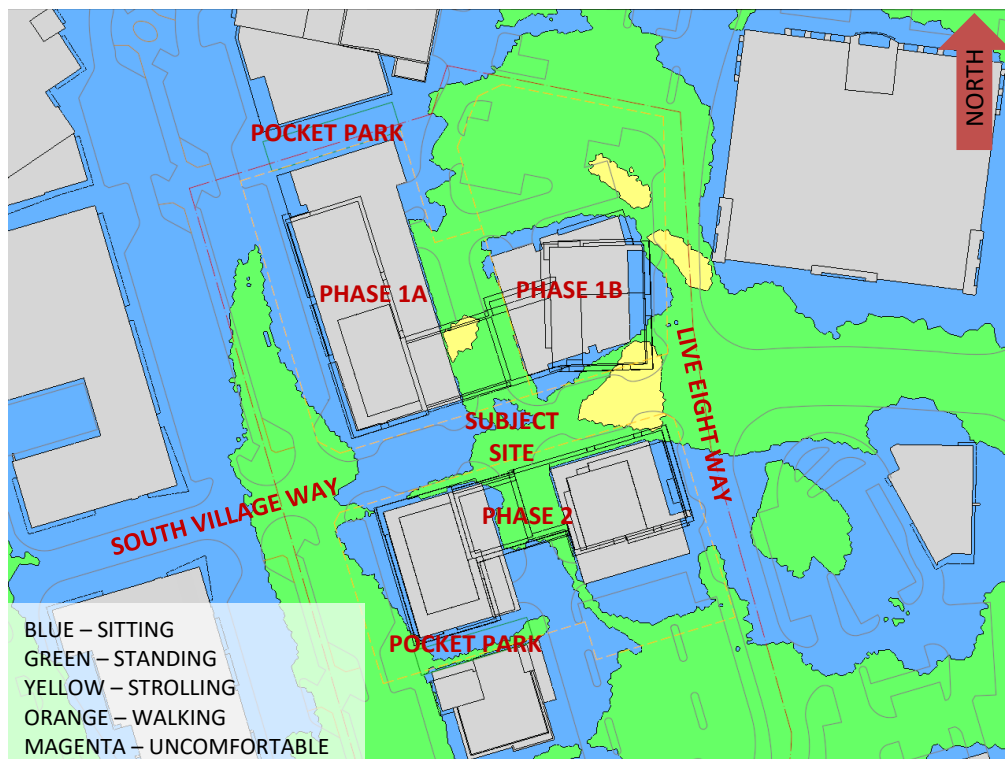 NORTH
POCKET PARK
PHASE 1A
PHASE 1B
LIVE EIGHT WAY
SUBJECT
SITE
SOUTH VILLAGE WAY
PHASE 2
POCKET PARK
BLUE – SITTING
GREEN – STANDING
YELLOW – STROLLING
ORANGE – WALKING
MAGENTA – UNCOMFORTABLE